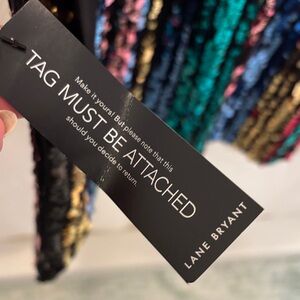 Make it yours! But please note that this
TAG MUST BE ATTACHED
should you decide to return.
LANE BRYANT